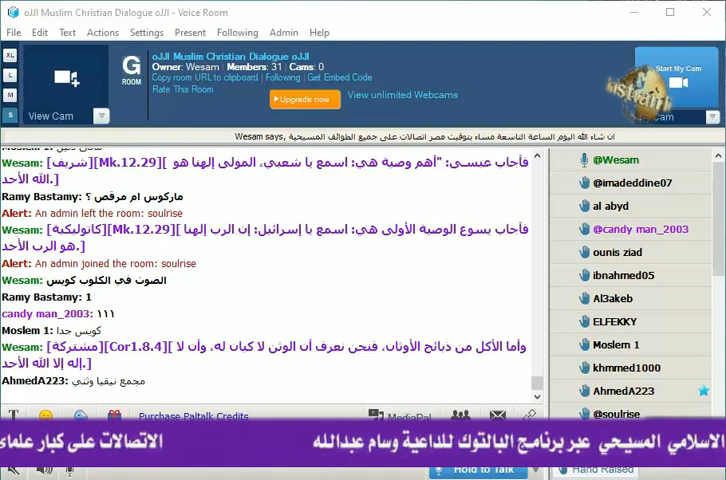 oJJI Muslim Christian Dialogue oJJI - Voice Room
File Edit Text Actions Settings Present Following Admin Help
oJJI Muslim Christian Dialogue oJJI
Owner: Wesam | Members: 31 | Cams: 0
Copy room URL to clipboard | Following | Get Embed Code
Rate This Room
Upgrade now
View unlimited Webcams
G
ROOM
XL
L
M
S
View Cam
Start My Cam
Wesam says, ان شاء الله اليوم الساعة التاسعة مساء بتوقيت مصر اتصالات على جميع الطوائف المسيحية
Wesam: فأجاب عيسى: "أهم وصية هي: اسمع يا شعبي، المولى إلهنا هو [Mk.12.29][شريف]
الله الأحد.]
Ramy Bastamy: ماركوس ام مرقص ؟
Alert: An admin left the room: soulrise
Wesam: فأجاب يسوع الوصية الأولى هي: اسمع يا إسرائيل: إن الرب إلهنا [Mk.12.29][كاثوليكية]
هو الرب الأحد.]
Alert: An admin joined the room: soulrise
Wesam: الصوت في الكلوب كويس
Ramy Bastamy: 1
candy man_2003: ١١١
Moslem 1: كويس جدا
Wesam: وأما الأكل من ذبائح الأوثان، فنحن نعرف أن الوثن لا كيان له، وأن لا [Cor1.8.4][مشتركة]
إله إلا الله الأحد.]
AhmedA223: مجمع نيقيا وثني
@Wesam
@imadeddine07
al abyd
@candy man_2003
ounis ziad
ibnahmed05
Al3akeb
ELFEKKY
Moslem 1
khmmed1000
AhmedA223
@soulrise
Purchase Paltalk Credits
MediaPal
الاسلامي المسيحي عبر برنامج البالتوك للداعية وسام عبدالله
الاتصالات على كبار علماء
Hold to Talk
Hand Raised